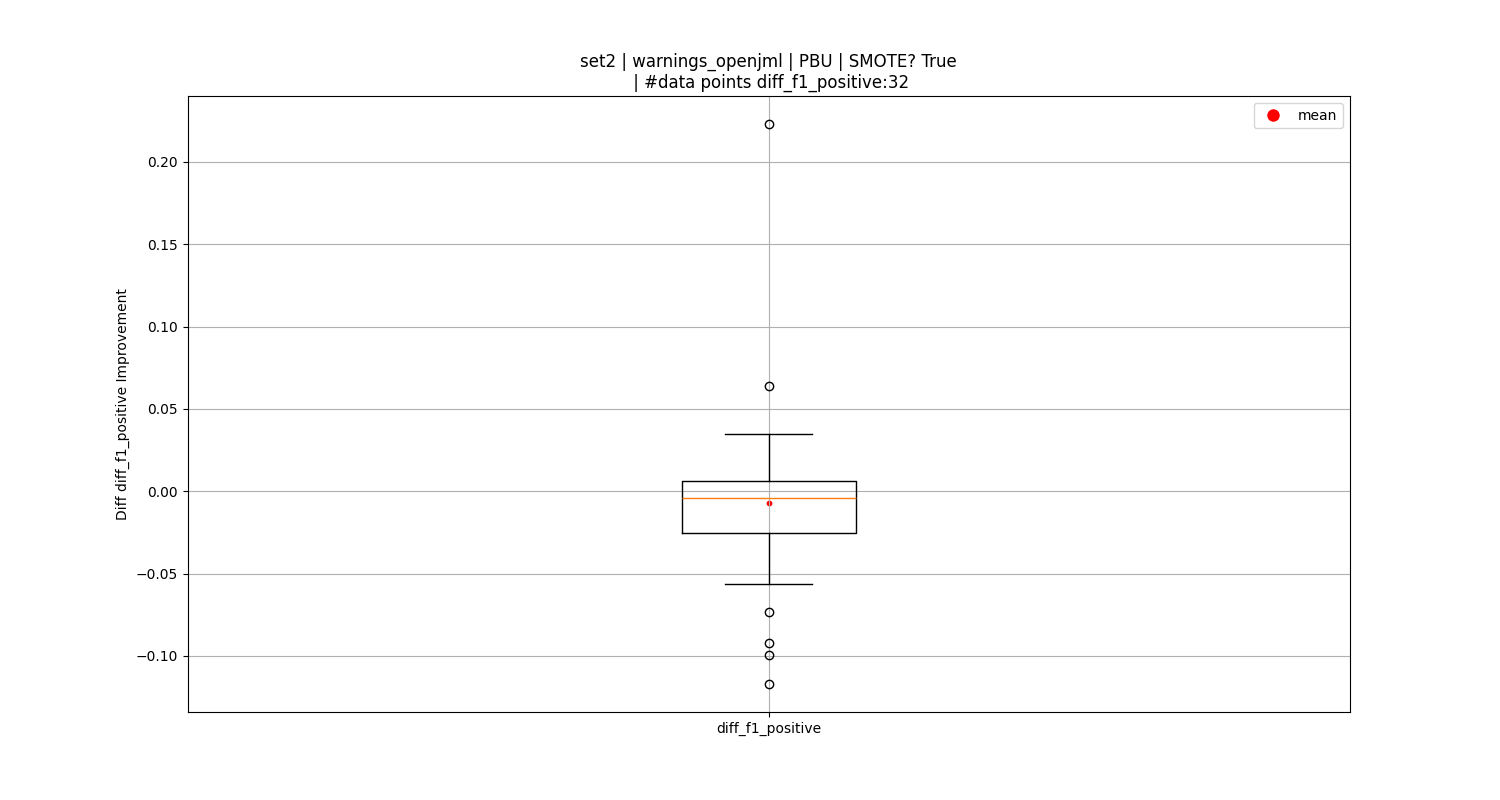 set2 | warnings_openjml | PBU | SMOTE? True
| #data points diff_f1_positive:32
mean
0.20
0.15
0.10
0.05
0.00
−0.05
−0.10
Diff diff_f1_positive Improvement
diff_f1_positive